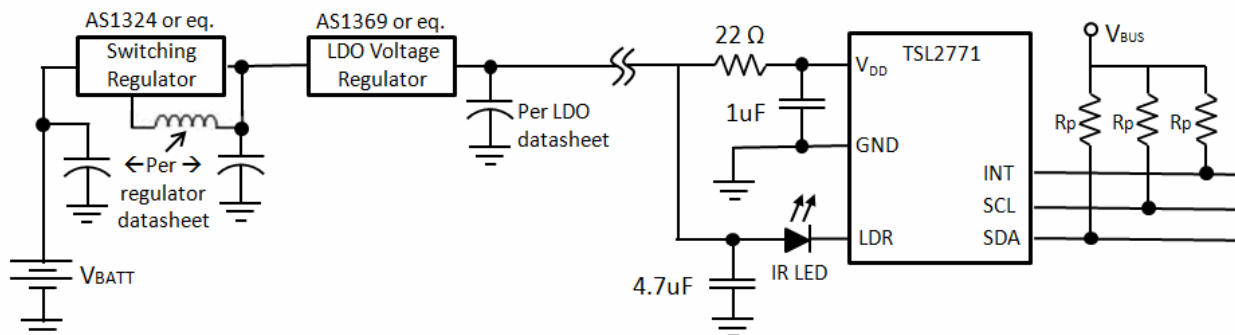 AS1324 or eq.
Switching
Regulator
AS1369 or eq.
LDO Voltage
Regulator
Per LDO
datasheet
←Per →
regulator
datasheet
VBATT
22 Ω
1uF
4.7uF
IR LED
TSL2771
VDD
GND
LDR
INT
SCL
SDA
VBUS
Rp
Rp
Rp